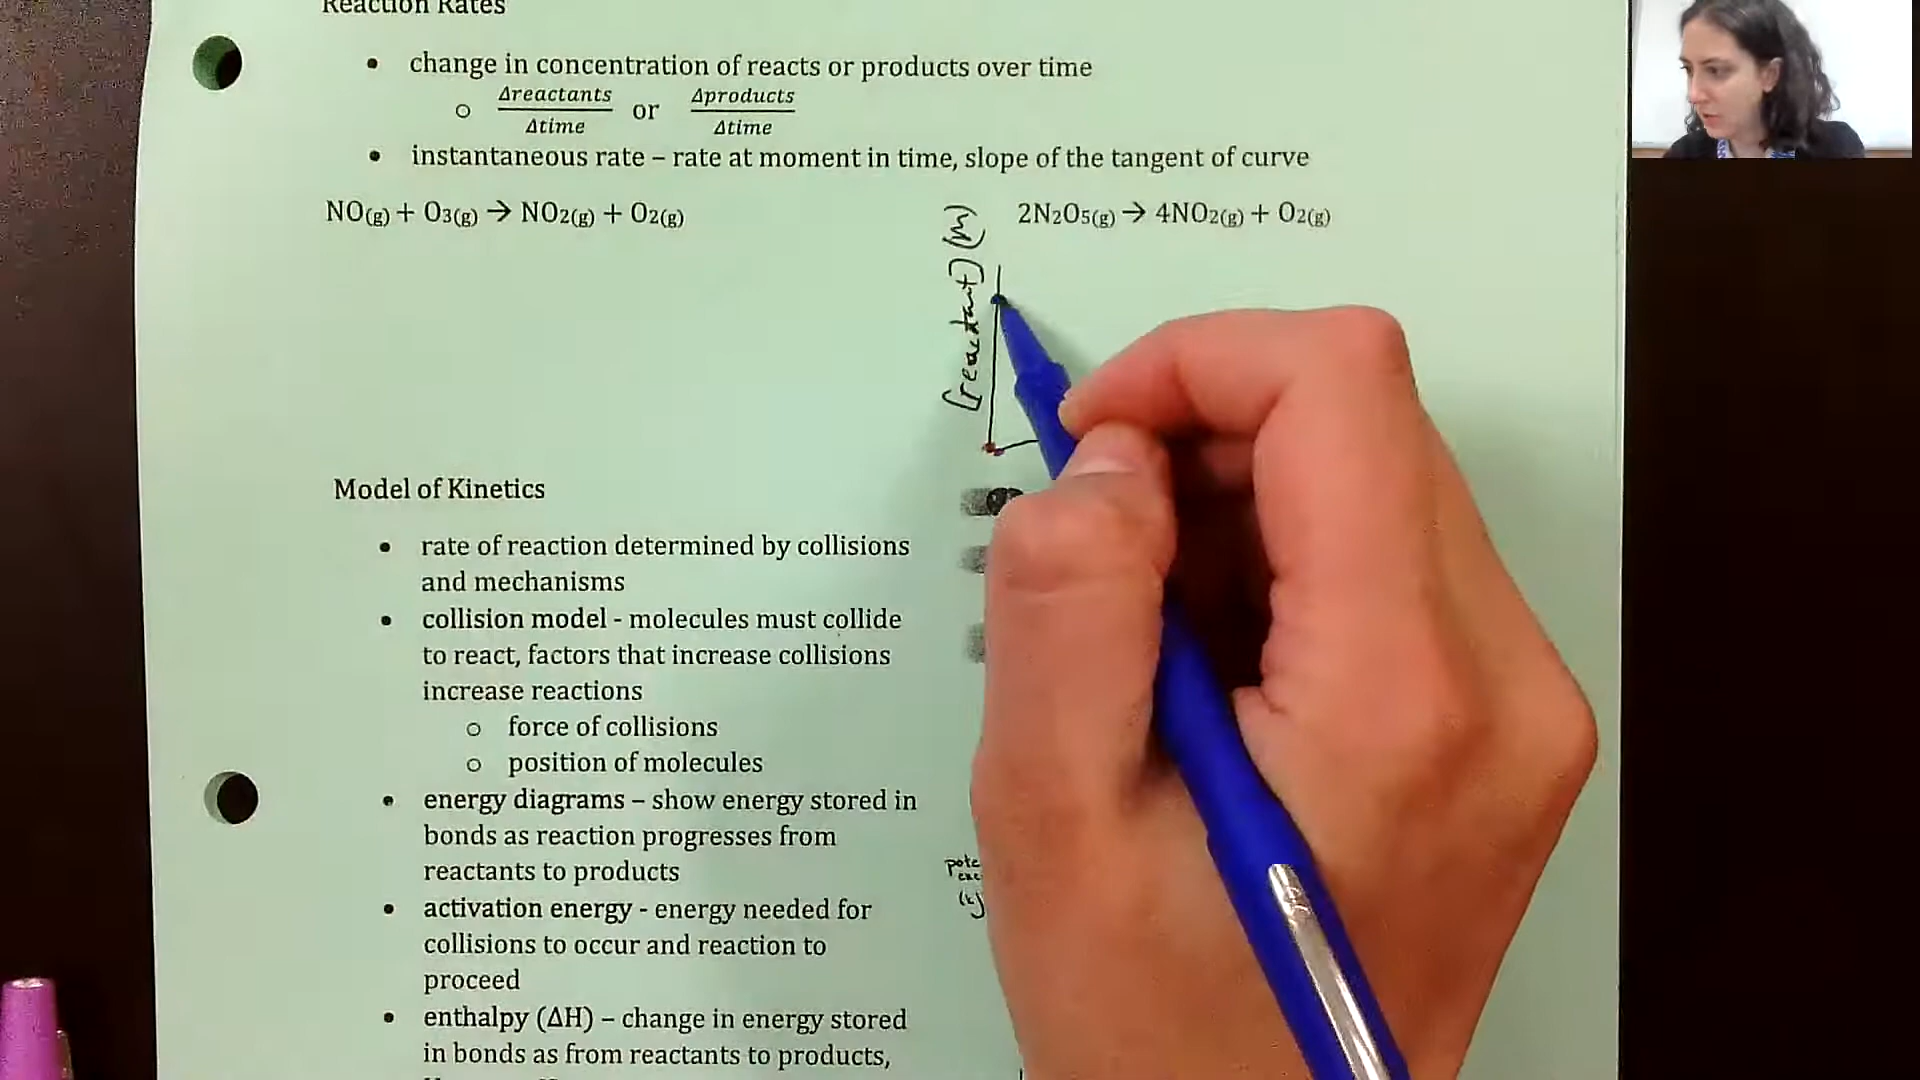 Reaction Rates
• change in concentration of reacts or products over time
○ Δreactants/Δtime or Δproducts/Δtime
• instantaneous rate – rate at moment in time, slope of the tangent of curve
NO(g) + O3(g) → NO2(g) + O2(g)
2N2O5(g) → 4NO2(g) + O2(g)
[reactant] (M)
Model of Kinetics
• rate of reaction determined by collisions
and mechanisms
• collision model - molecules must collide
to react, factors that increase collisions
increase reactions
○ force of collisions
○ position of molecules
• energy diagrams – show energy stored in
bonds as reaction progresses from
reactants to products
• activation energy - energy needed for
collisions to occur and reaction to
proceed
• enthalpy (ΔH) – change in energy stored
in bonds as from reactants to products,